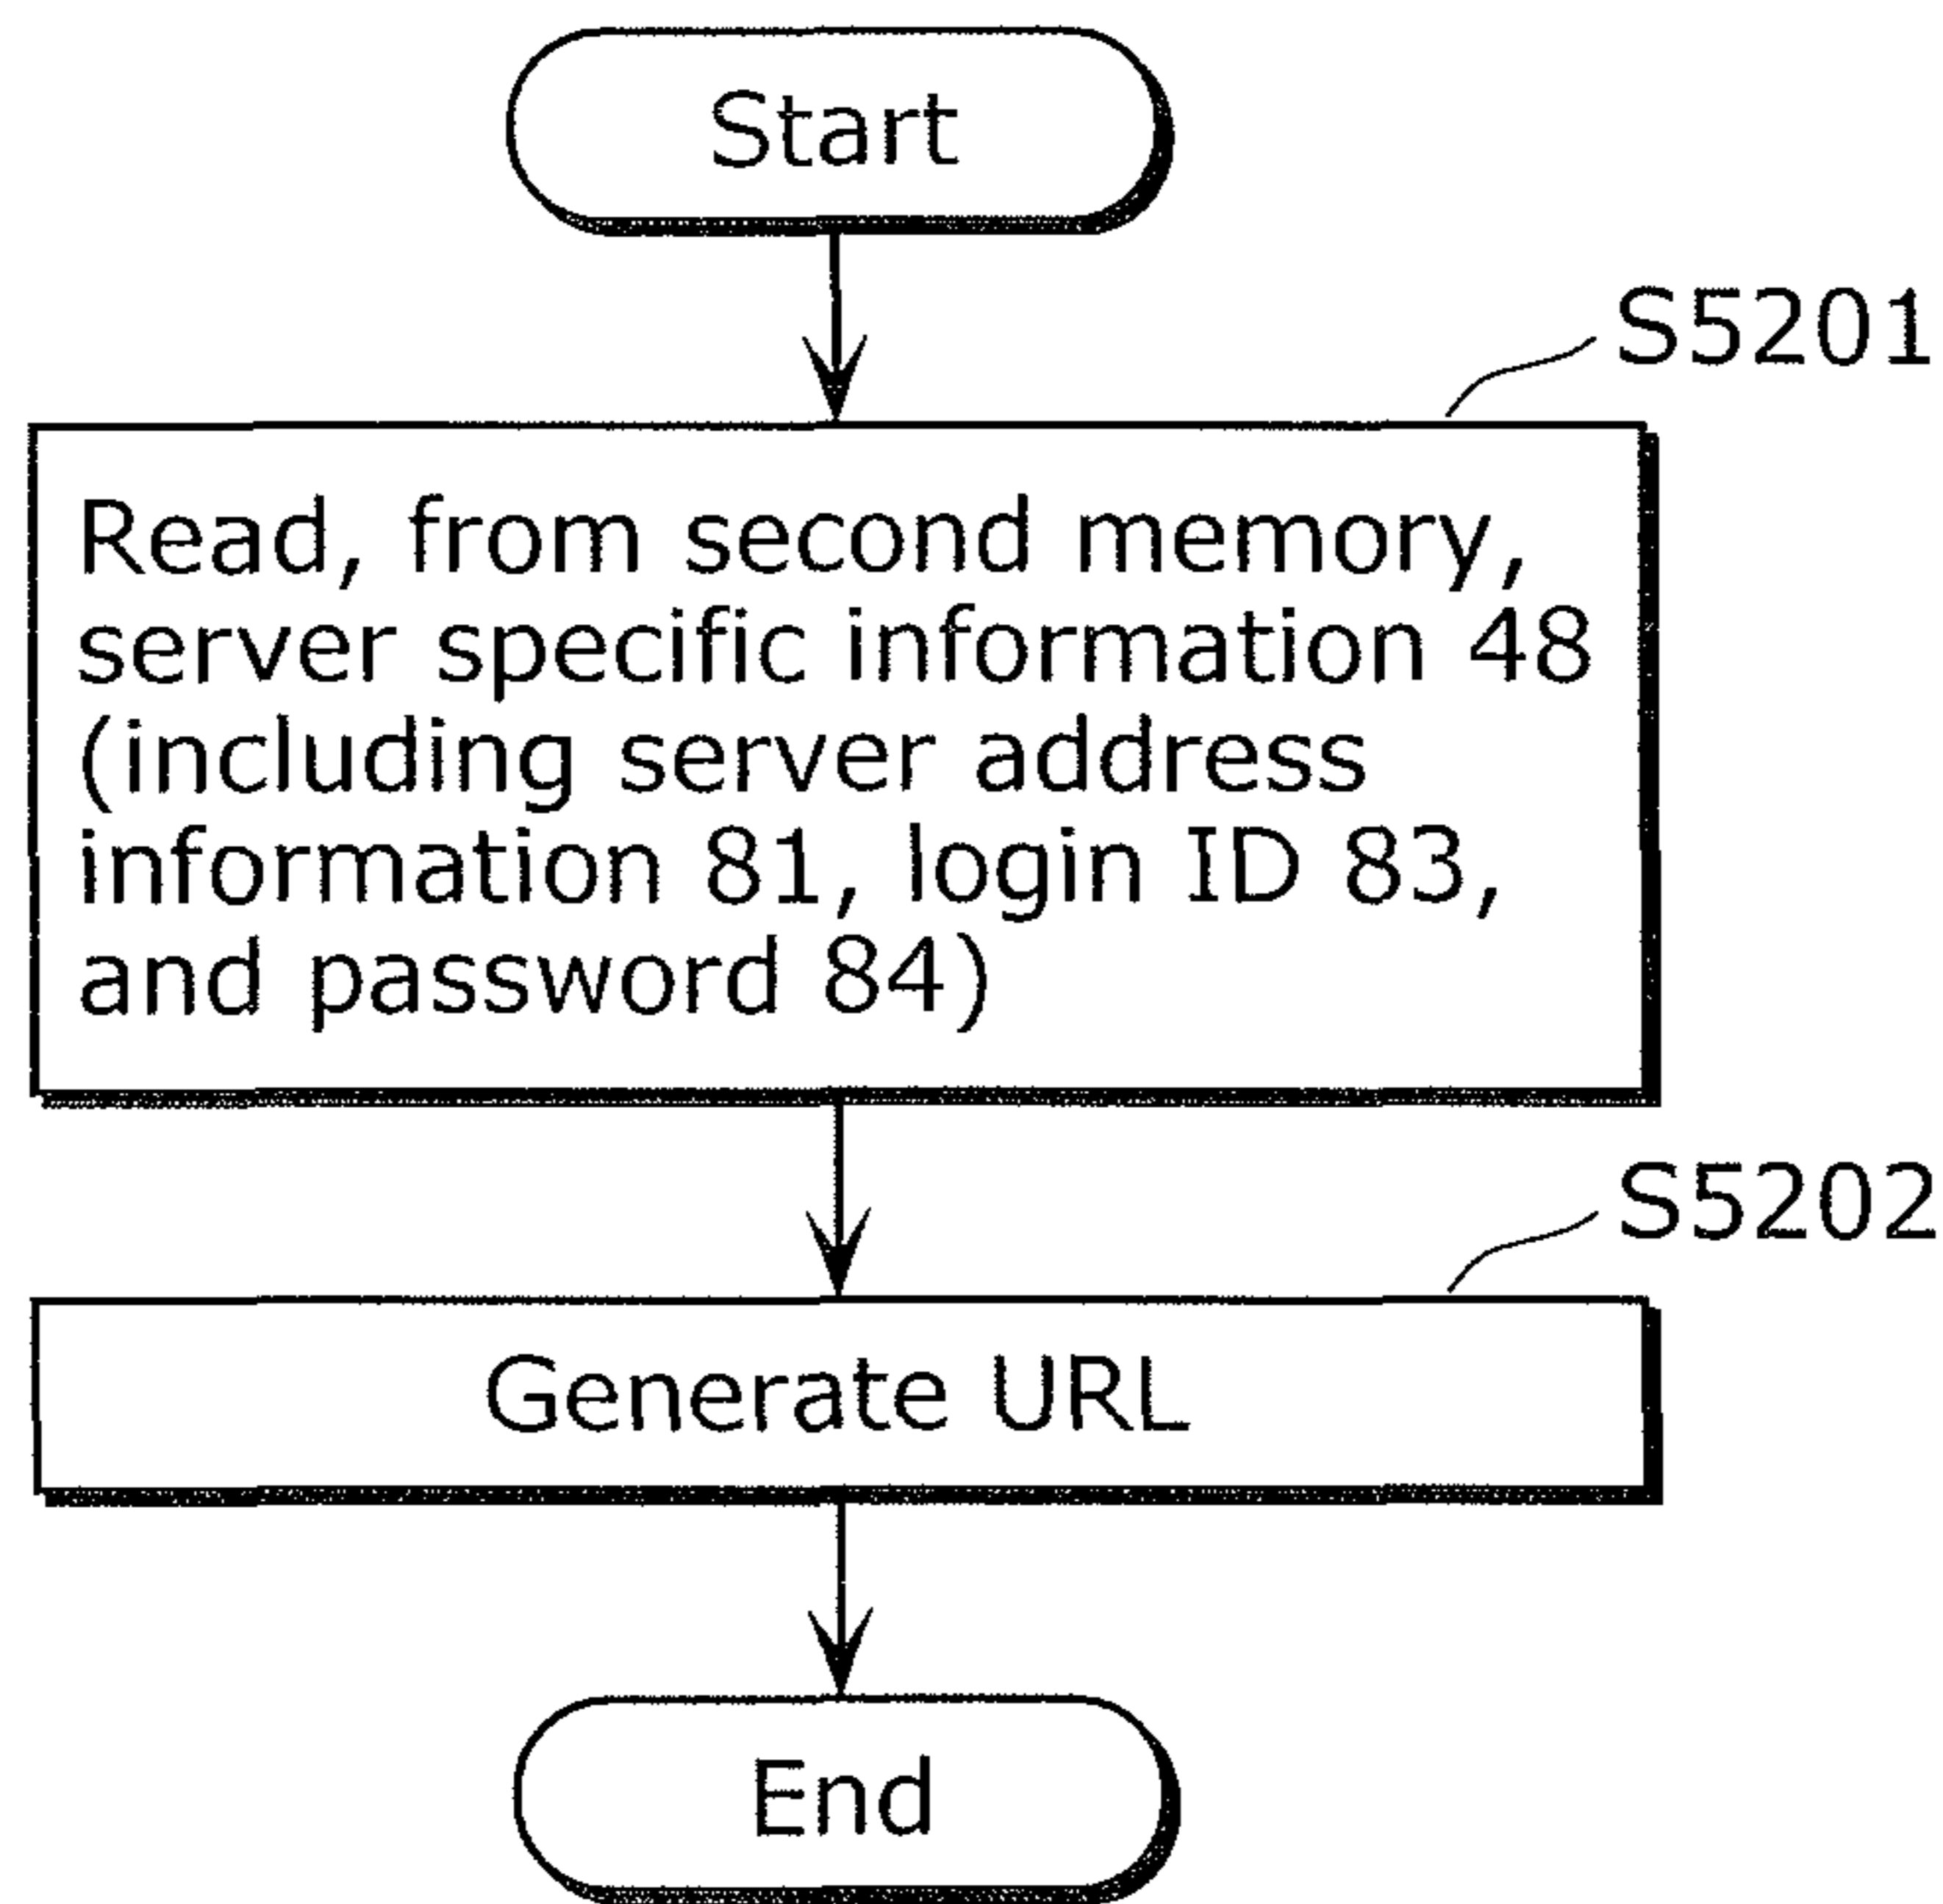 Start
S5201
Read, from second memory,
server specific information 48
(including server address
information 81, login ID 83,
and password 84)
S5202
Generate URL
End